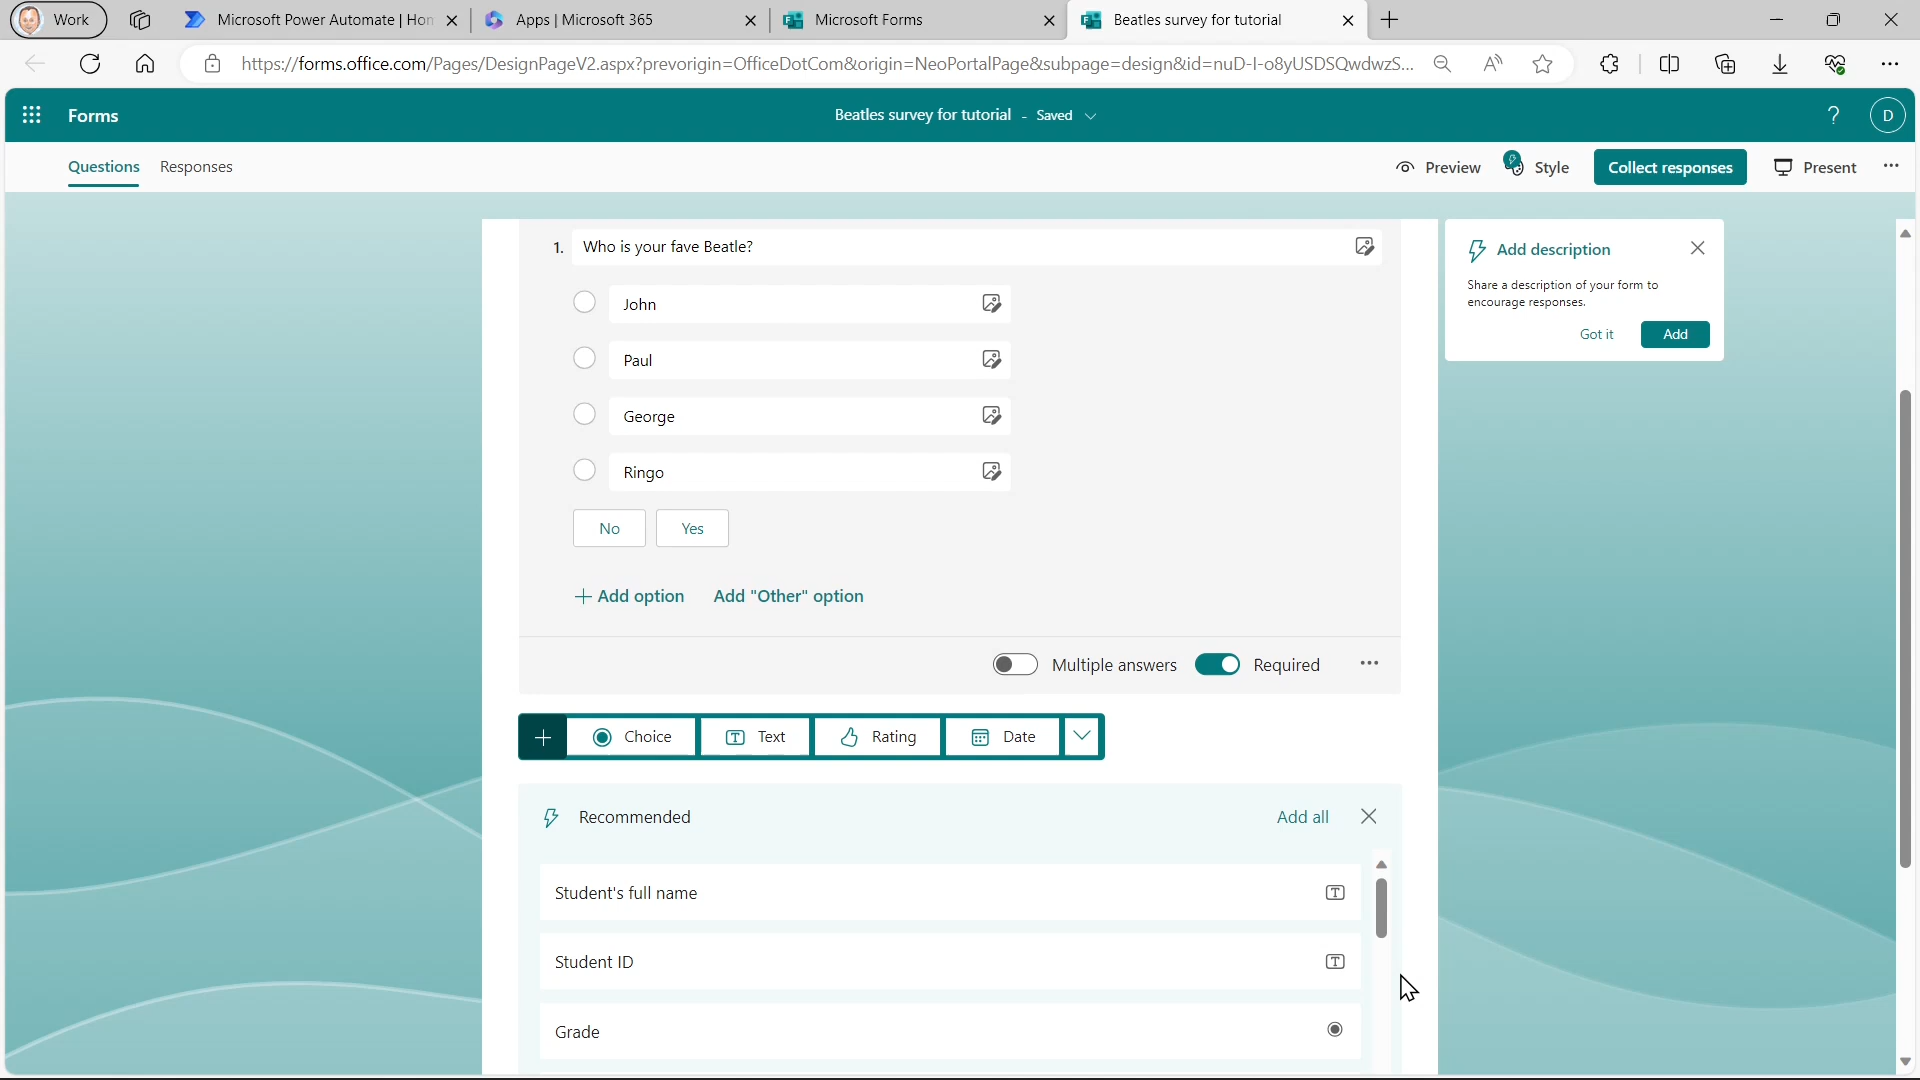 Work
Microsoft Power Automate | Hom
Apps | Microsoft 365
Microsoft Forms
Beatles survey for tutorial
https://forms.office.com/Pages/DesignPageV2.aspx?prevorigin=OfficeDotCom&origin=NeoPortalPage&subpage=design&id=nuD-I-o8yUSDSQwdwzS...
Forms
Beatles survey for tutorial - Saved
?
D
Questions
Responses
Preview
Style
Collect responses
Present
1. Who is your fave Beatle?
John
Paul
George
Ringo
No
Yes
Add option
Add "Other" option
Multiple answers
Required
Choice
Text
Rating
Date
Recommended
Add all
Student's full name
Student ID
Grade
Add description
Share a description of your form to
encourage responses.
Got it
Add